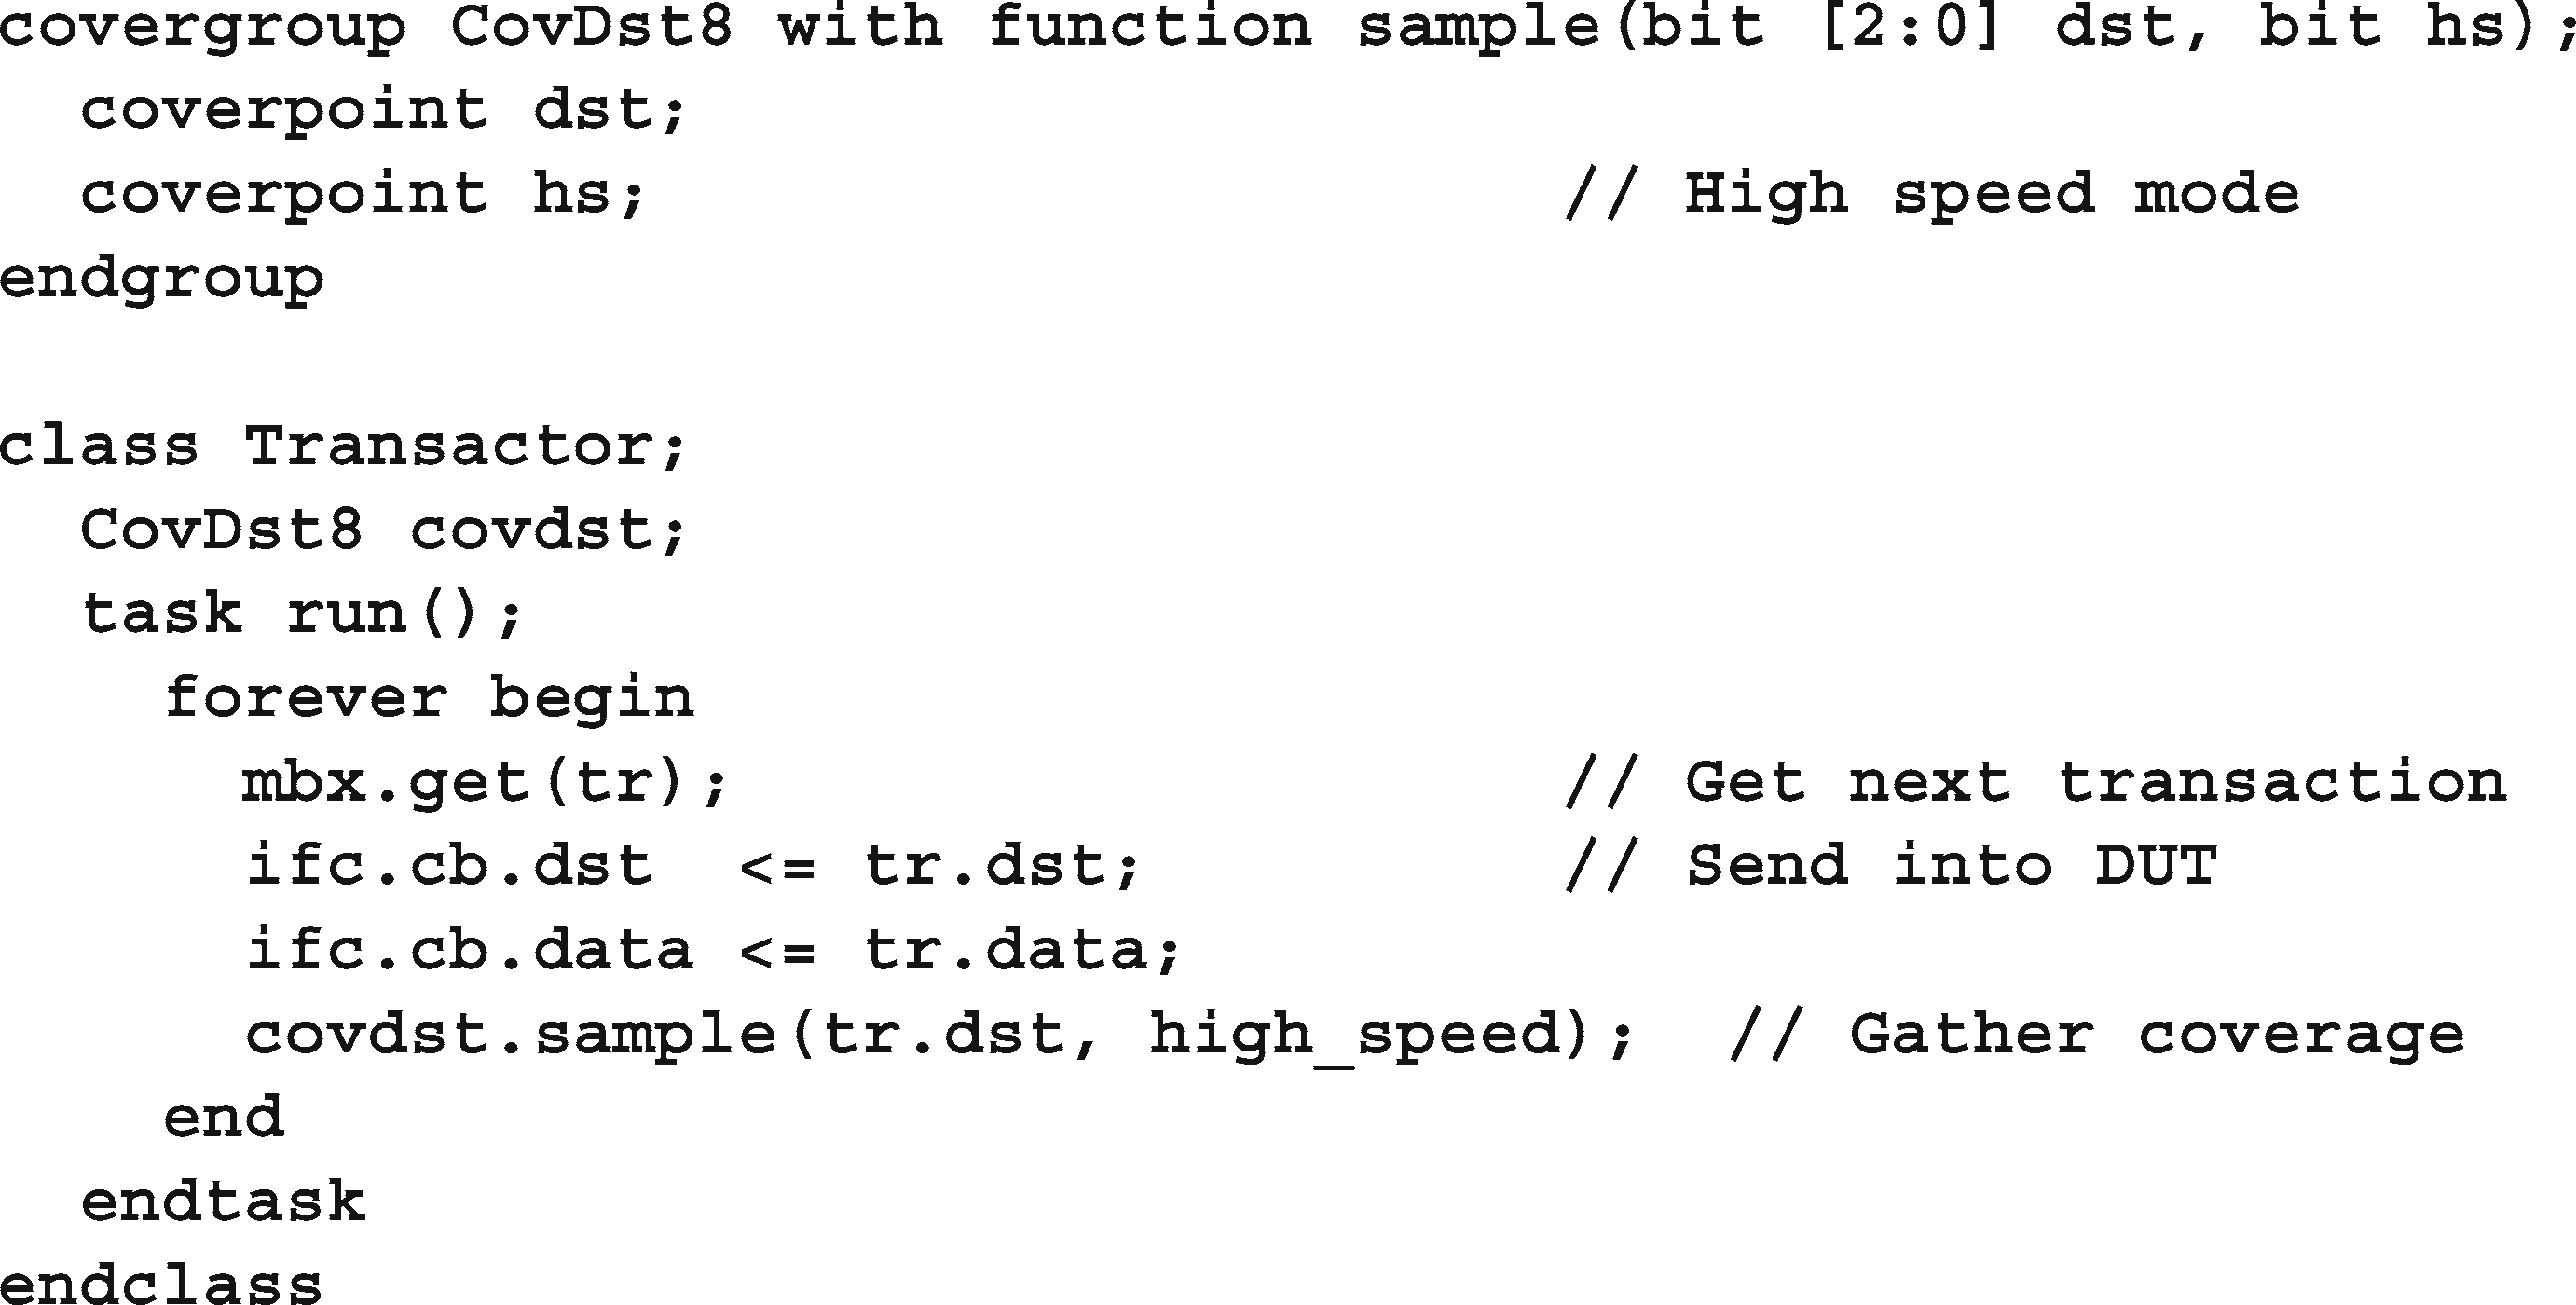 covergroup CovDst8 with function sample(bit [2:0] dst, bit hs);
  coverpoint dst;
  coverpoint hs;                      // High speed mode
endgroup

class Transactor;
  CovDst8 covdst;
  task run();
    forever begin
      mbx.get(tr);                    // Get next transaction
      ifc.cb.dst  <= tr.dst;          // Send into DUT
      ifc.cb.data <= tr.data;
      covdst.sample(tr.dst, high_speed);  // Gather coverage
    end
  endtask
endclass